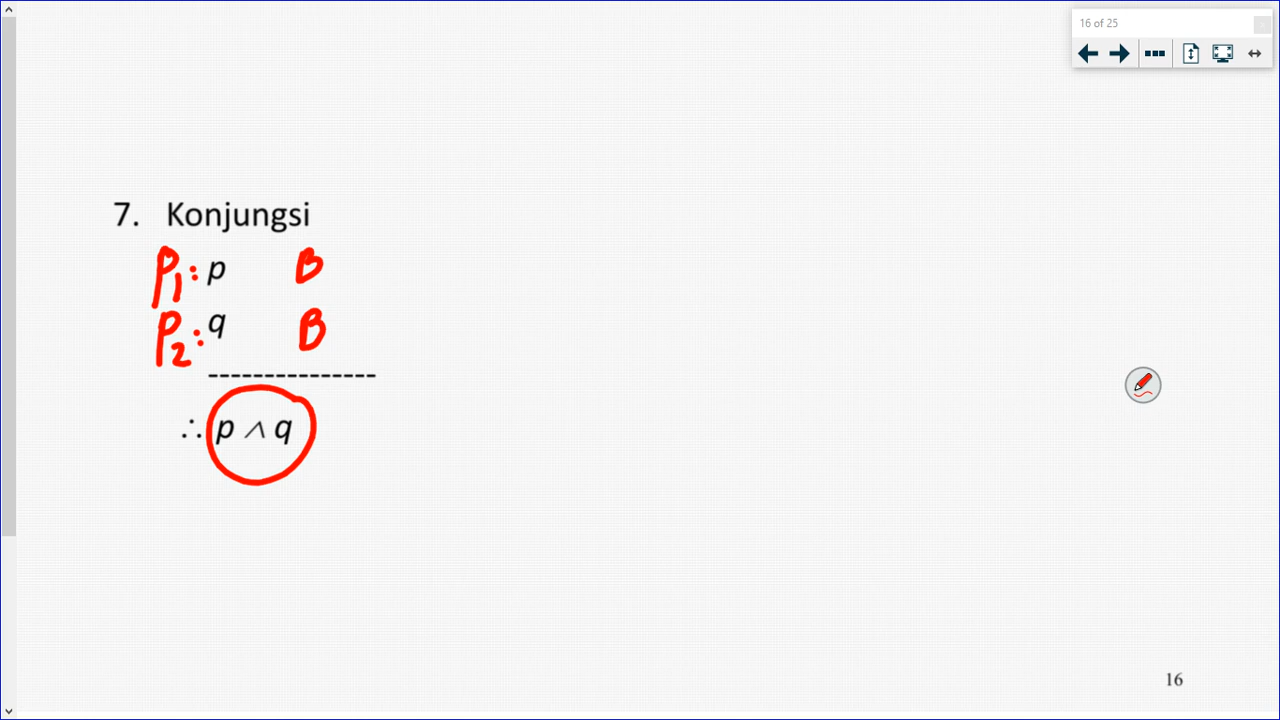 16 of 25
7. Konjungsi
P1: p B
P2: q B
---------------
∴ p ∧ q
16